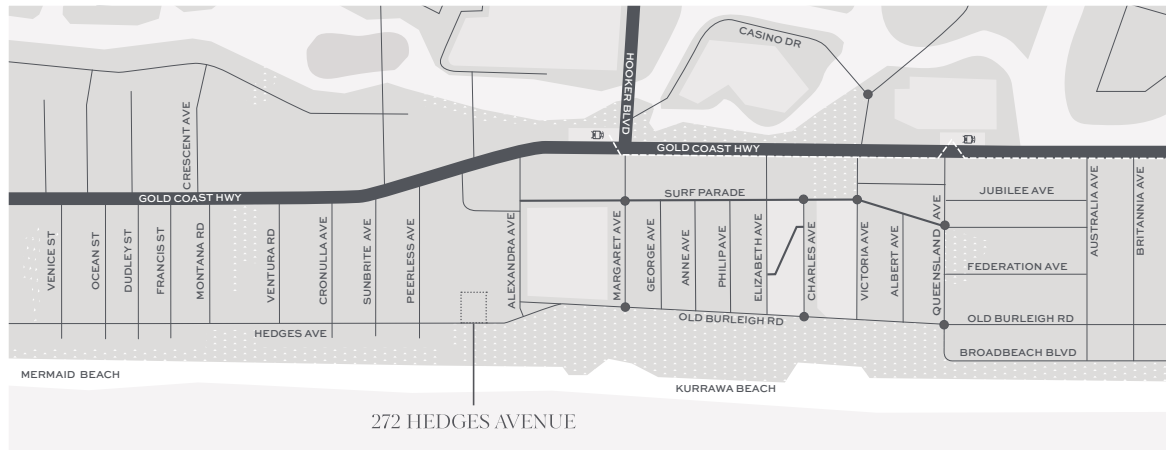 CASINO DR
HOOKER BLVD
GOLD COAST HWY
CRESCENT AVE
GOLD COAST HWY
SURF PARADE
JUBILEE AVE
VENICE ST
OCEAN ST
DUDLEY ST
FRANCIS ST
MONTANA RD
VENTURA RD
CRONULLA AVE
SUNBRITE AVE
PEERLESS AVE
ALEXANDRA AVE
MARGARET AVE
GEORGE AVE
ANNE AVE
PHILIP AVE
ELIZABETH AVE
CHARLES AVE
VICTORIA AVE
ALBERT AVE
QUEENSLAND AVE
AUSTRALIA AVE
BRITANNIA AVE
FEDERATION AVE
OLD BURLEIGH RD
OLD BURLEIGH RD
HEDGES AVE
BROADBEACH BLVD
MERMAID BEACH
KURRAWA BEACH
272 HEDGES AVENUE